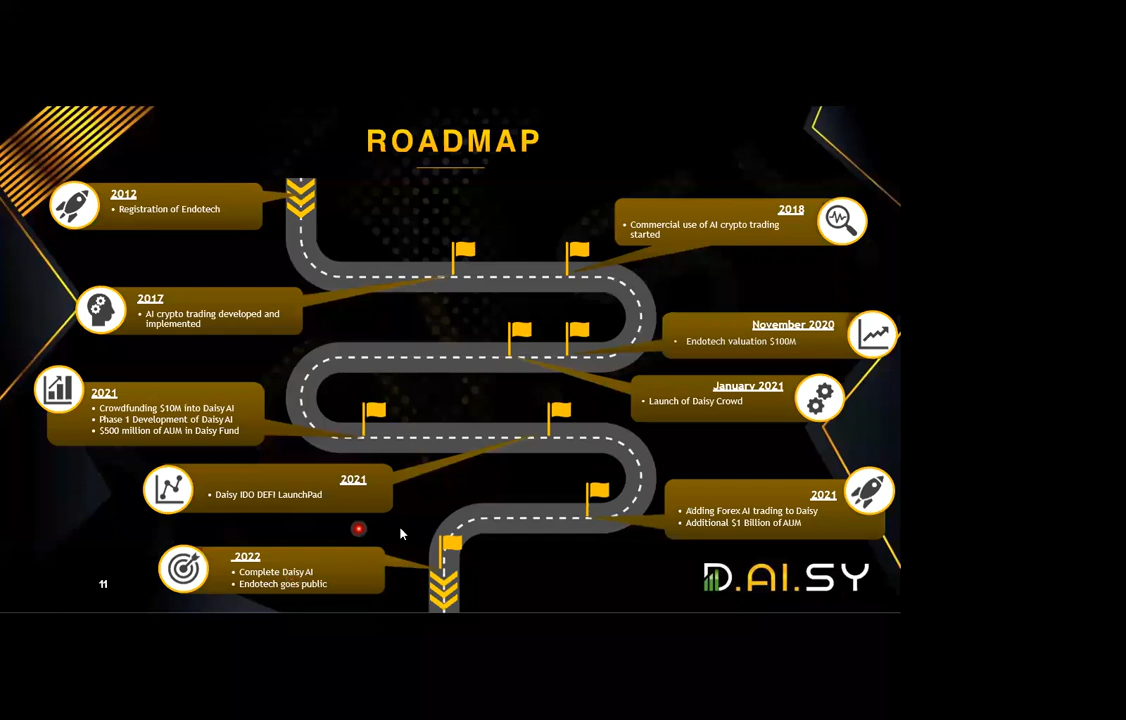 ROADMAP
2012
• Registration of Endotech
2018
• Commercial use of AI crypto trading
started
2017
• AI crypto trading developed and
implemented
November 2020
• Endotech valuation $100M
January 2021
• Launch of Daisy Crowd
2021
• Crowdfunding $10M into Daisy AI
• Phase 1 Development of Daisy AI
• $500 million of AUM in Daisy Fund
2021
• Daisy IDO DEFI LaunchPad
2021
• Adding Forex AI trading to Daisy
• Additional $1 Billion of AUM
2022
• Complete Daisy AI
• Endotech goes public
11
D.AI.SY